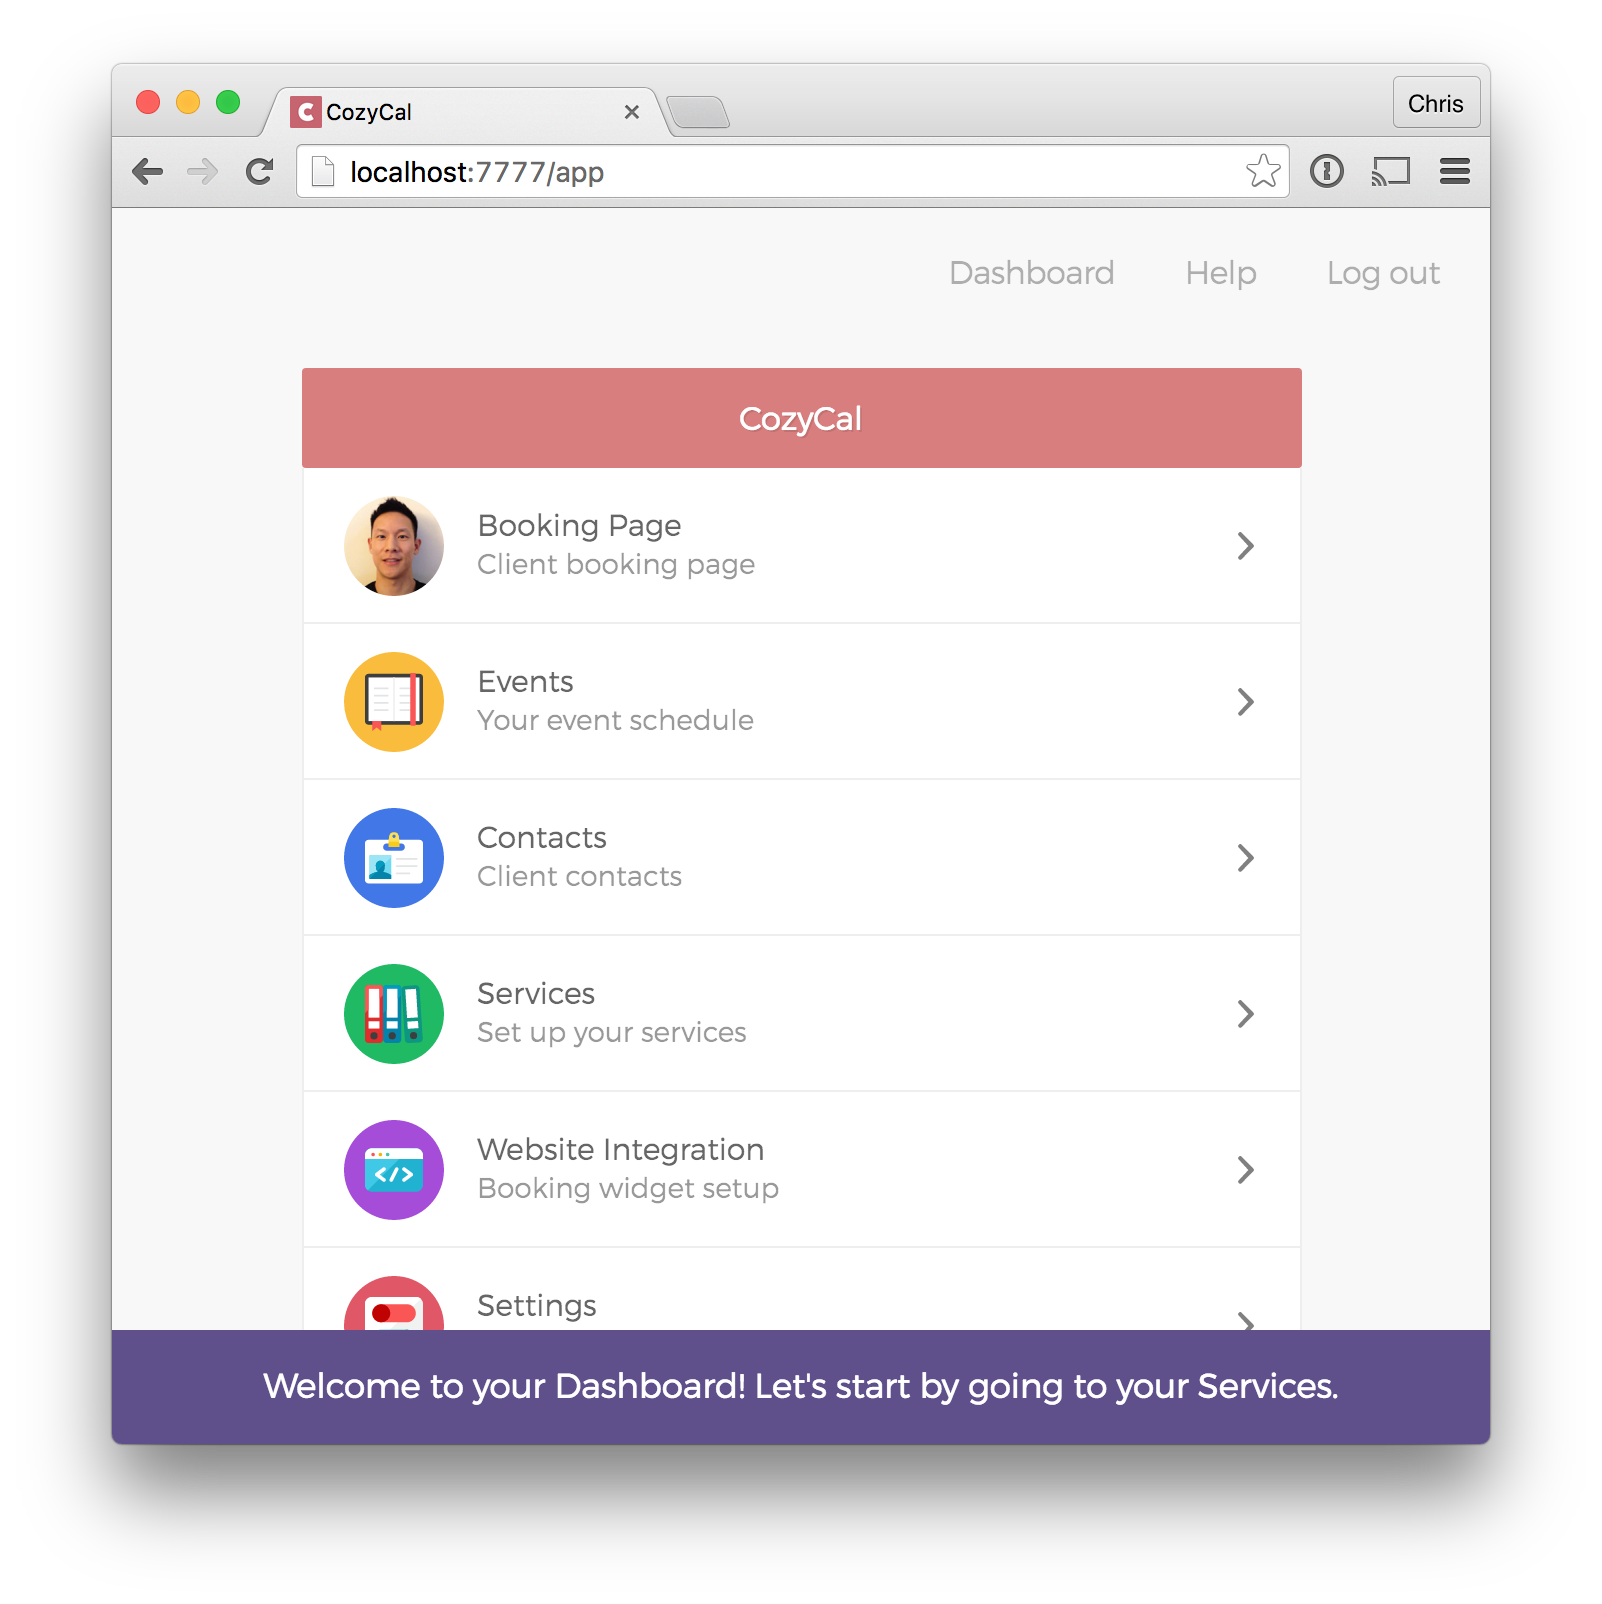 CozyCal
Chris
localhost:7777/app
Dashboard Help Log out
CozyCal
Booking Page
Client booking page
Events
Your event schedule
Contacts
Client contacts
Services
Set up your services
Website Integration
Booking widget setup
Settings
Welcome to your Dashboard! Let's start by going to your Services.